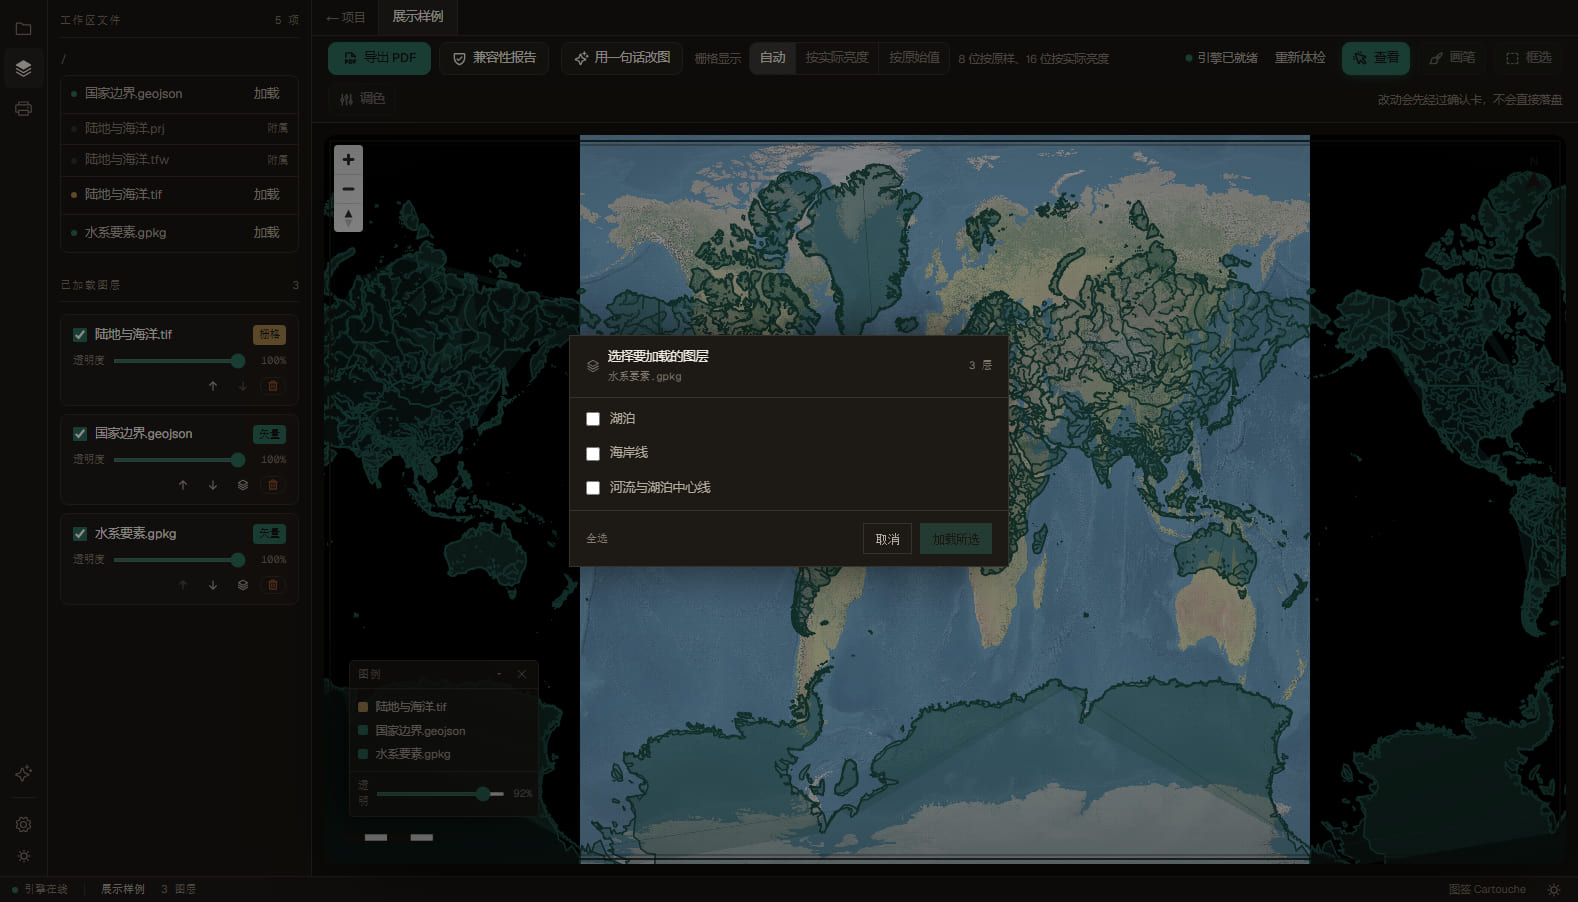 工作区文件
5 项
/
国家边界.geojson
加载
陆地与海洋.prj
附属
陆地与海洋.tfw
附属
陆地与海洋.tif
加载
水系要素.gpkg
加载
已加载图层
3
陆地与海洋.tif
栅格
透明度
100%
国家边界.geojson
矢量
透明度
100%
水系要素.gpkg
矢量
透明度
100%
←项目
展示样例
导出 PDF
兼容性报告
用一句话改图
栅格显示
自动
按实际亮度
按原始值
8 位按原样、16 位按实际亮度
引擎已就绪
重新体检
查看
画笔
框选
调色
改动会先经过确认卡，不会直接落盘
N
选择要加载的图层
水系要素.gpkg
3 层
湖泊
海岸线
河流与湖泊中心线
全选
取消
加载所选
图例
陆地与海洋.tif
国家边界.geojson
水系要素.gpkg
透明
92%
引擎在线
展示样例
3 图层
图签 Cartouche